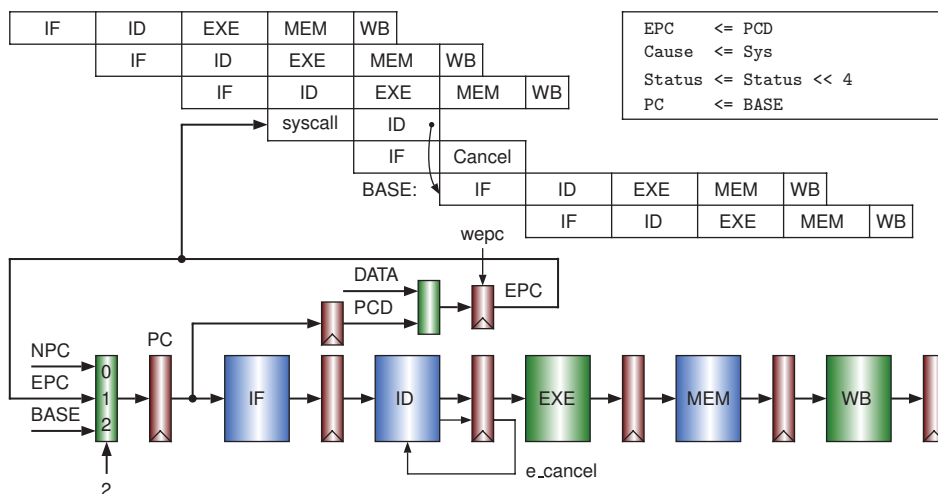 IF ID EXE MEM WB
IF ID EXE MEM WB
IF ID EXE MEM WB
syscall ID
IF Cancel
BASE: IF ID EXE MEM WB
IF ID EXE MEM WB
EPC <= PCD
Cause <= Sys
Status <= Status << 4
PC <= BASE
wepc
DATA
EPC
PCD
NPC
PC
EPC
BASE
0
1
2
IF
ID
EXE
MEM
WB
e_cancel
2